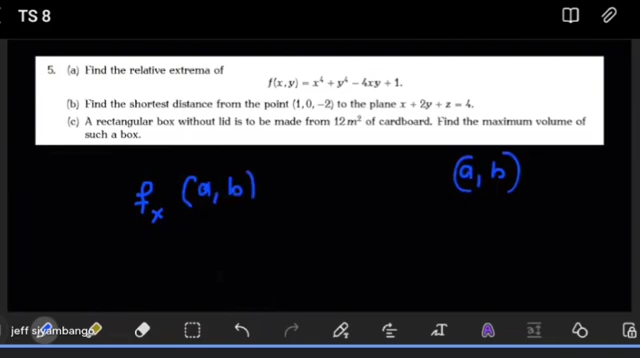 TS 8
5. (a) Find the relative extrema of
f(x, y) = x⁴ + y⁴ − 4xy + 1.
(b) Find the shortest distance from the point (1, 0, −2) to the plane x + 2y + z = 4.
(c) A rectangular box without lid is to be made from 12 m² of cardboard. Find the maximum volume of
such a box.
fₓ (a, b) (a, b)
jeff siyambango